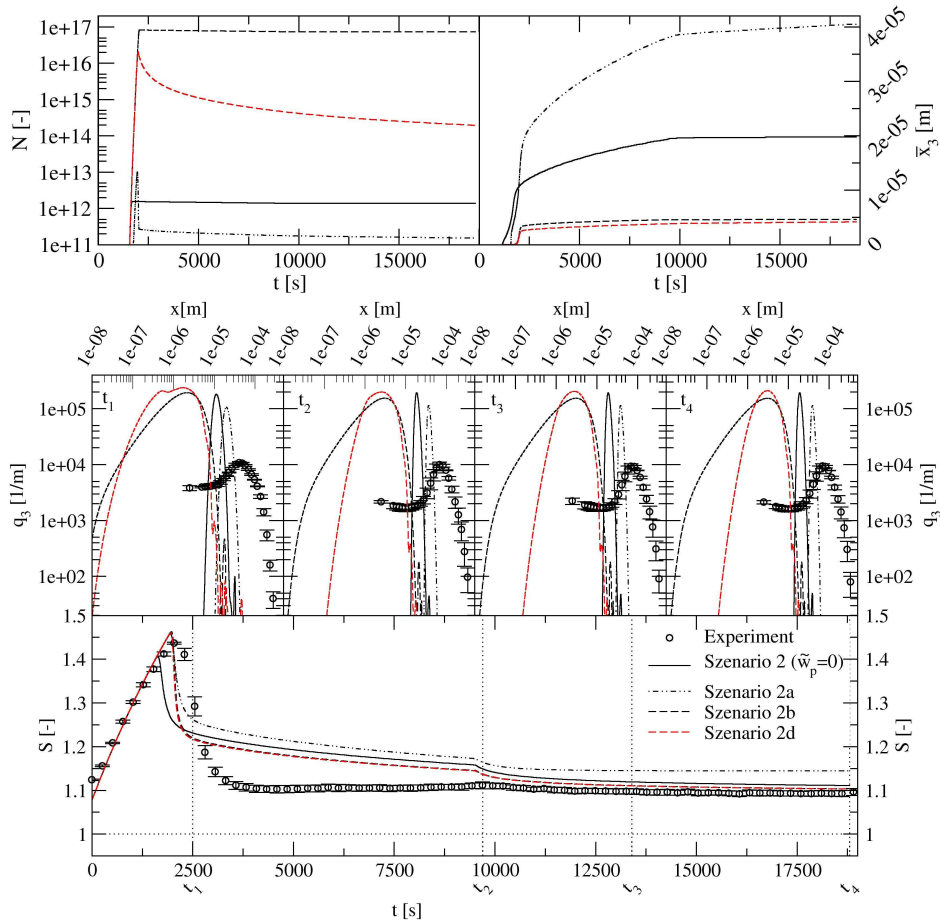 1e+17
1e+16
1e+15
1e+14
1e+13
1e+12
1e+11
N [-]
0 5000 10000 15000
t [s]
4e-05
3e-05
2e-05
1e-05
0
x̄₃ [m]
0 5000 10000 15000
t [s]
x[m] x [m] x [m] x [m]
1e-08 1e-07 1e-06 1e-05 1e-04 1e-08 1e-07 1e-06 1e-05 1e-04 1e-08 1e-07 1e-06 1e-05 1e-04 1e-08 1e-07 1e-06 1e-05 1e-04
t₁ t₂ t₃ t₄
1e+05 1e+05
1e+04 1e+04
1e+03 1e+03
1e+02 1e+02
q₃ [1/m] q₃ [1/m]
1.5 1.5
1.4 1.4
1.3 1.3
1.2 1.2
1.1 1.1
1 1
S [-] S [-]
Experiment
Szenario 2 (w̃ₚ=0)
Szenario 2a
Szenario 2b
Szenario 2d
0 2500 5000 7500 10000 12500 15000 17500
t₁ t₂ t₃ t₄
t [s]